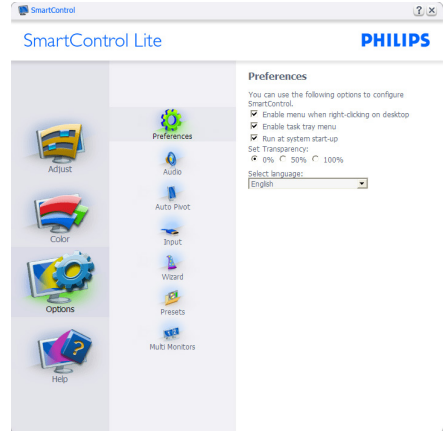 SmartControl
SmartControl Lite
PHILIPS
Adjust
Color
Options
Help
Preferences
Audio
Auto Pivot
Input
Wizard
Presets
Multi Monitors
Preferences
You can use the following options to configure
SmartControl.
Enable menu when right-clicking on desktop
Enable task tray menu
Run at system start-up
Set Transparency:
0% 50% 100%
Select language:
English